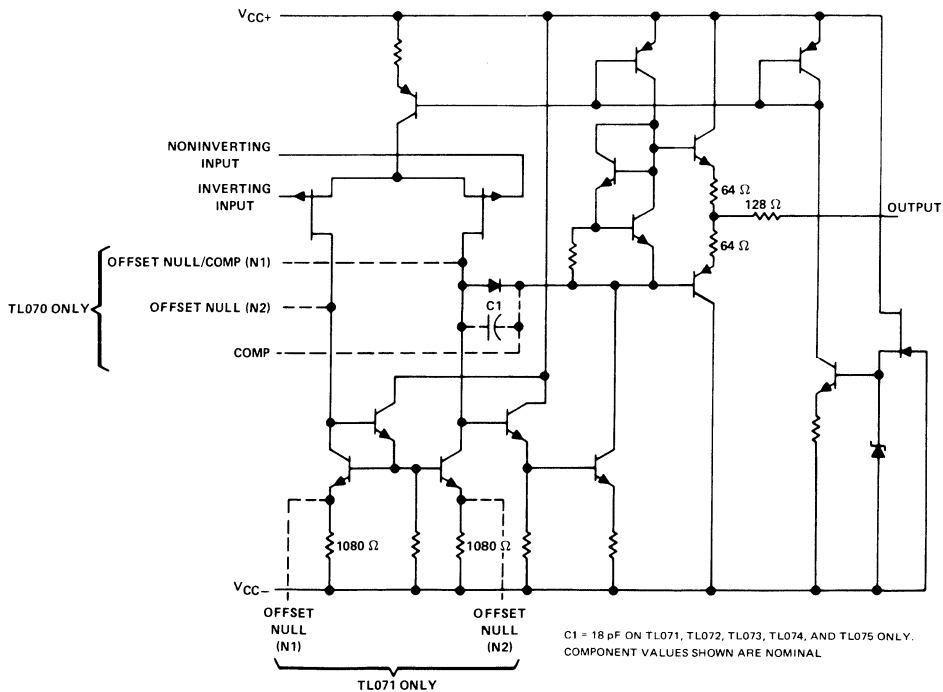 VCC+
NONINVERTING
INPUT
INVERTING
INPUT
64 Ω
128 Ω
OUTPUT
64 Ω
OFFSET NULL/COMP (N1)
TL070 ONLY
OFFSET NULL (N2)
C1
COMP
1080 Ω
1080 Ω
VCC−
OFFSET
NULL
(N1)
OFFSET
NULL
(N2)
TL071 ONLY
C1 = 18 pF ON TL071, TL072, TL073, TL074, AND TL075 ONLY.
COMPONENT VALUES SHOWN ARE NOMINAL